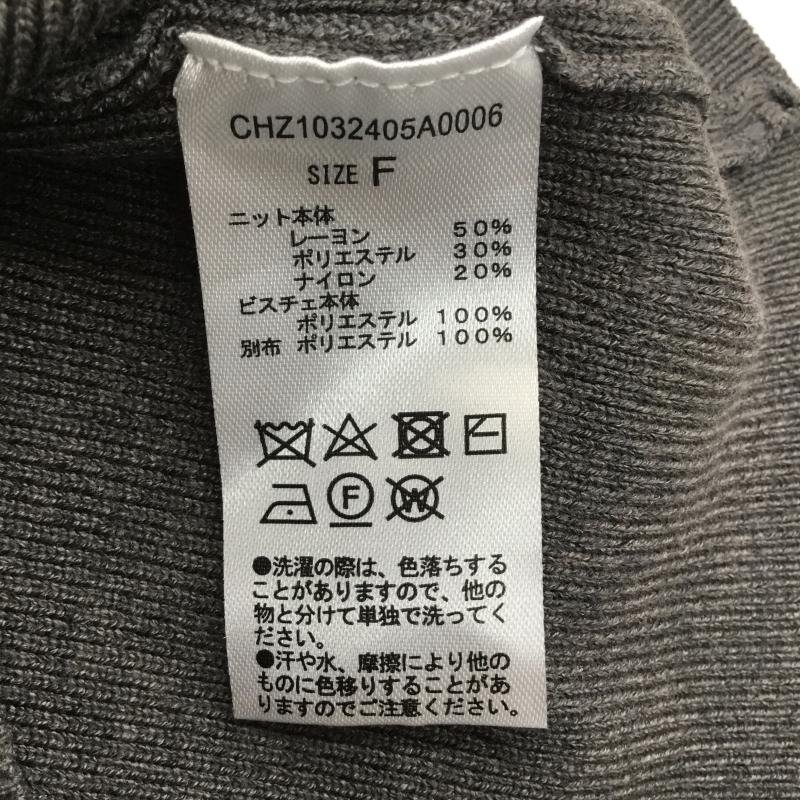 CHZ1032405A0006
SIZE F
ニット本体
レーヨン 50%
ポリエステル 30%
ナイロン 20%
ビスチェ本体
ポリエステル 100%
別布 ポリエステル 100%
F W
●洗濯の際は、色落ちする
ことがありますので、他の
物と分けて単独で洗ってく
ださい。
●汗や水、摩擦により他の
ものに色移りすることがあ
りますのでご注意ください。